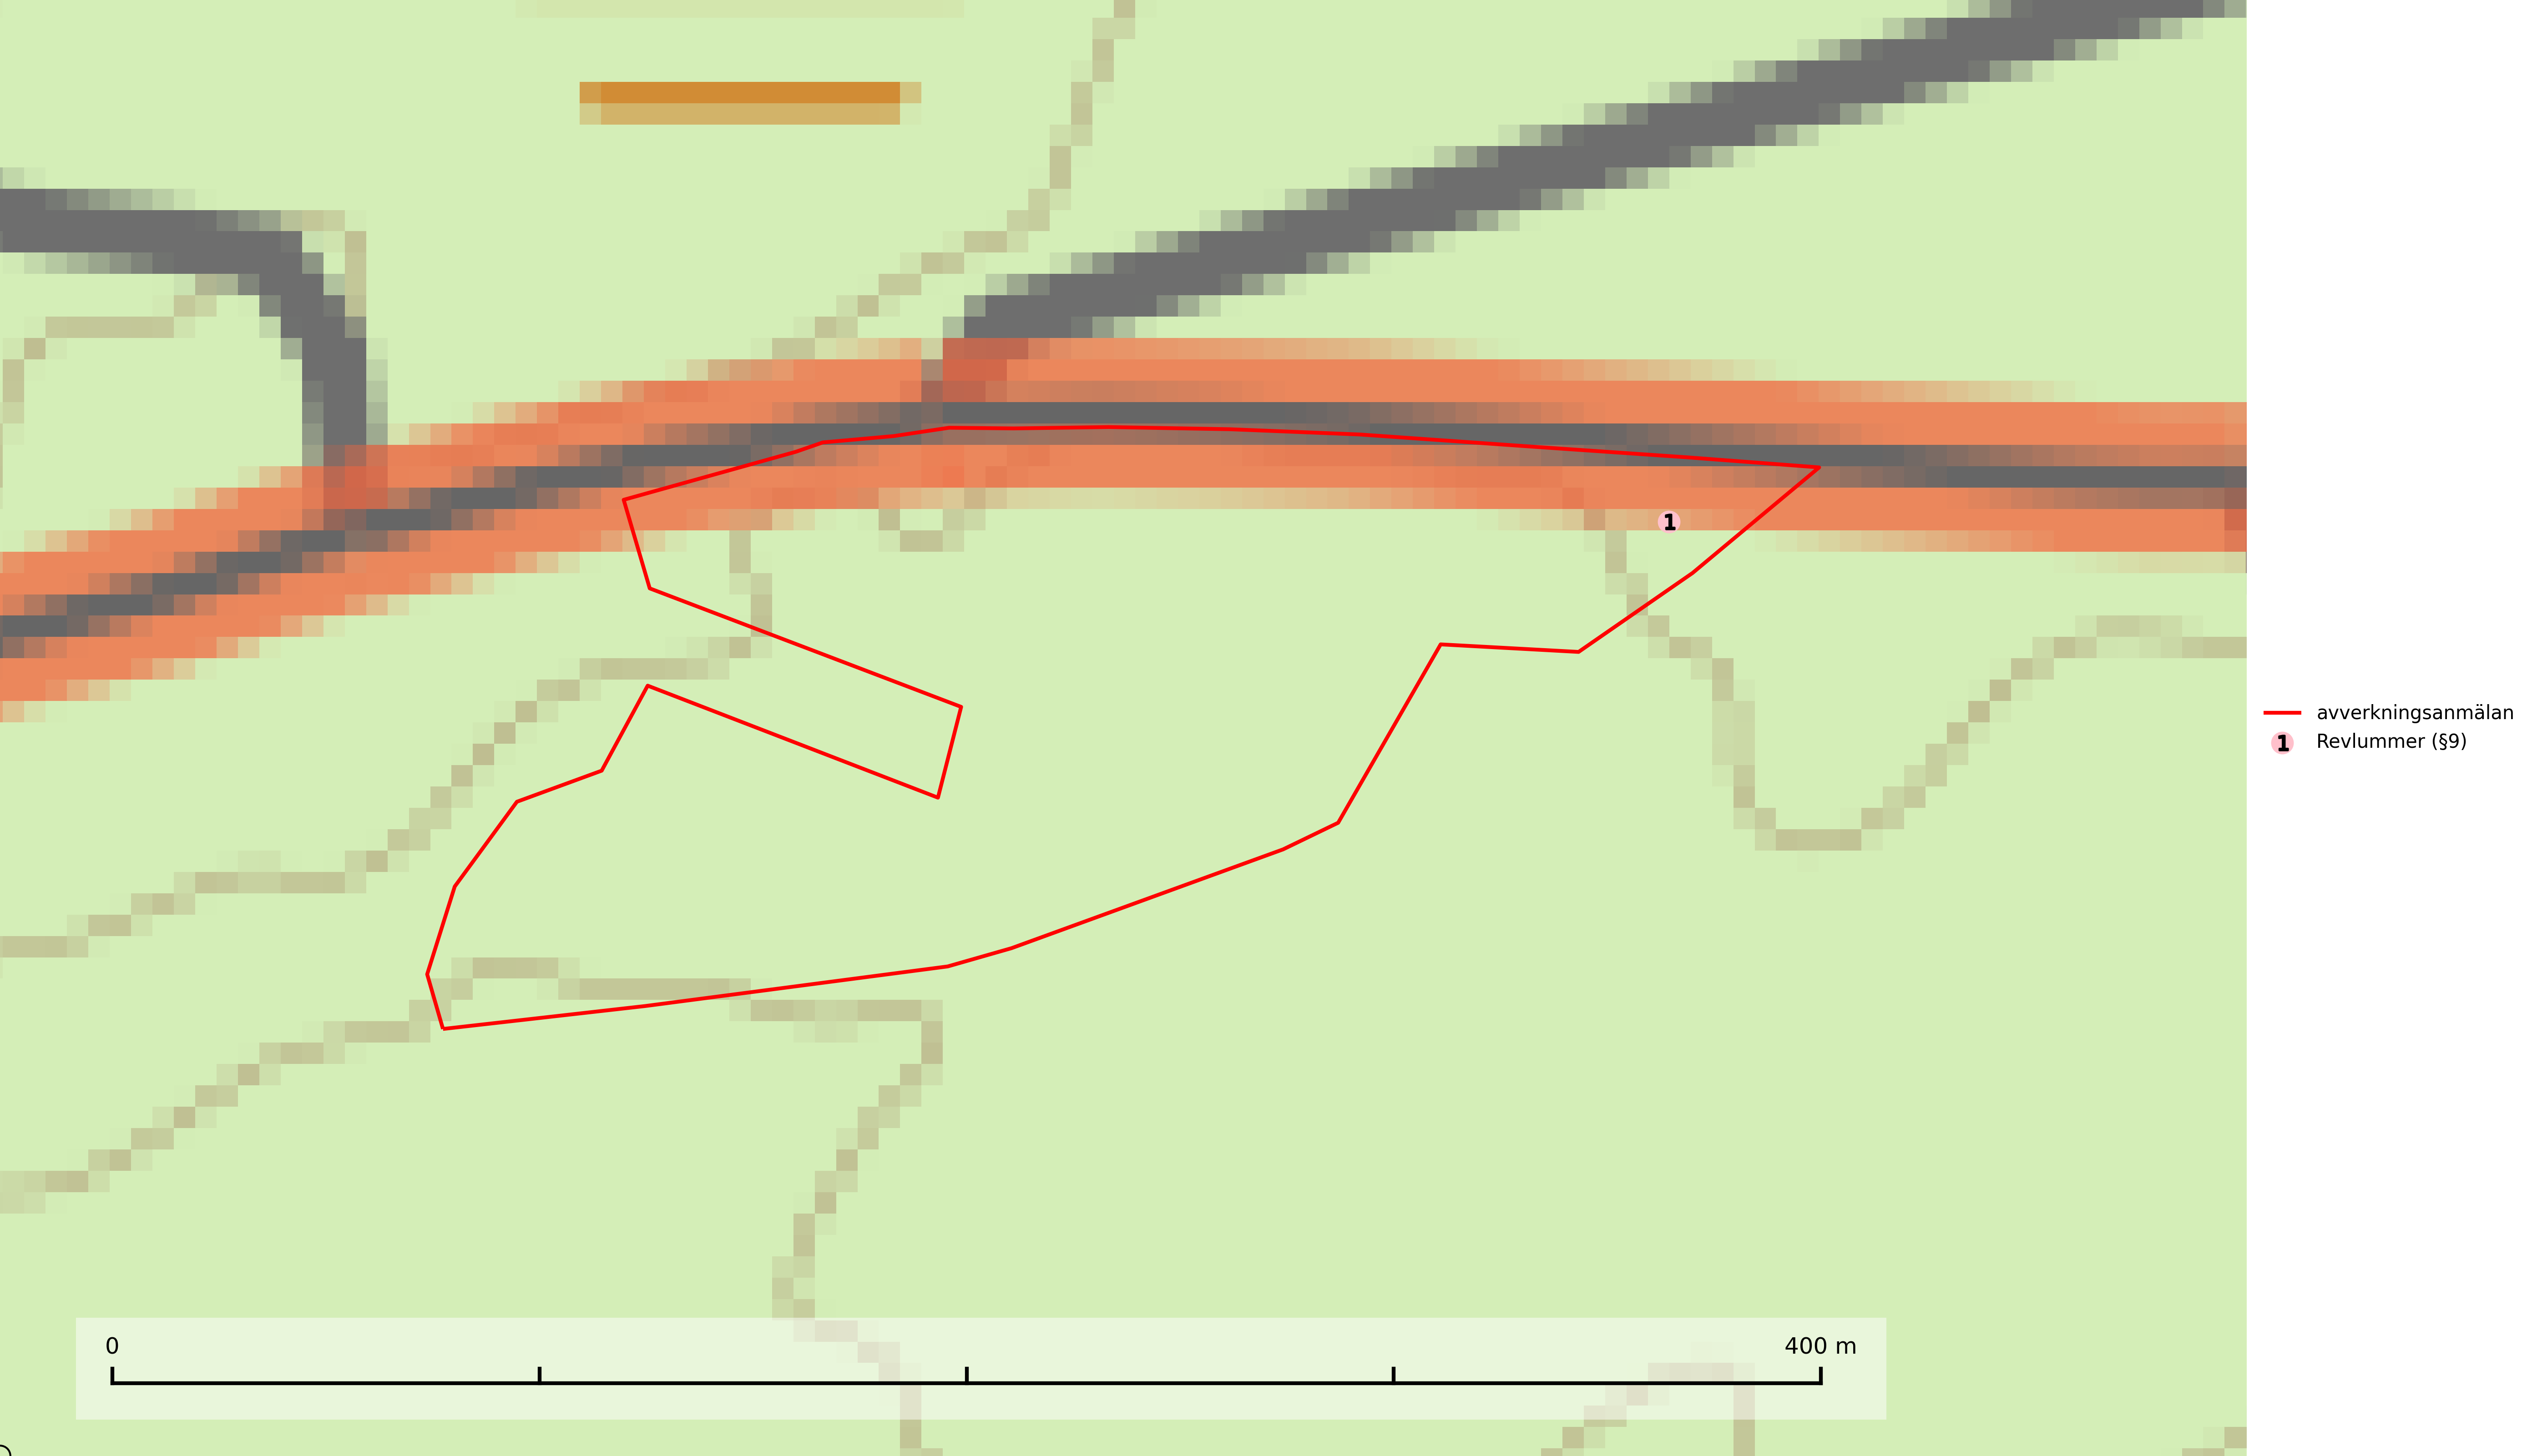 1
avverkningsanmälan
1 Revlummer (§9)
0 400 m